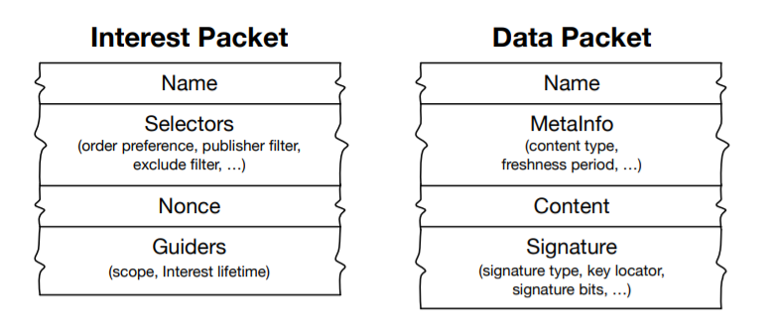 Interest Packet
Name
Selectors
(order preference, publisher filter,
exclude filter, …)
Nonce
Guiders
(scope, Interest lifetime)
Data Packet
Name
MetaInfo
(content type,
freshness period, …)
Content
Signature
(signature type, key locator,
signature bits, …)